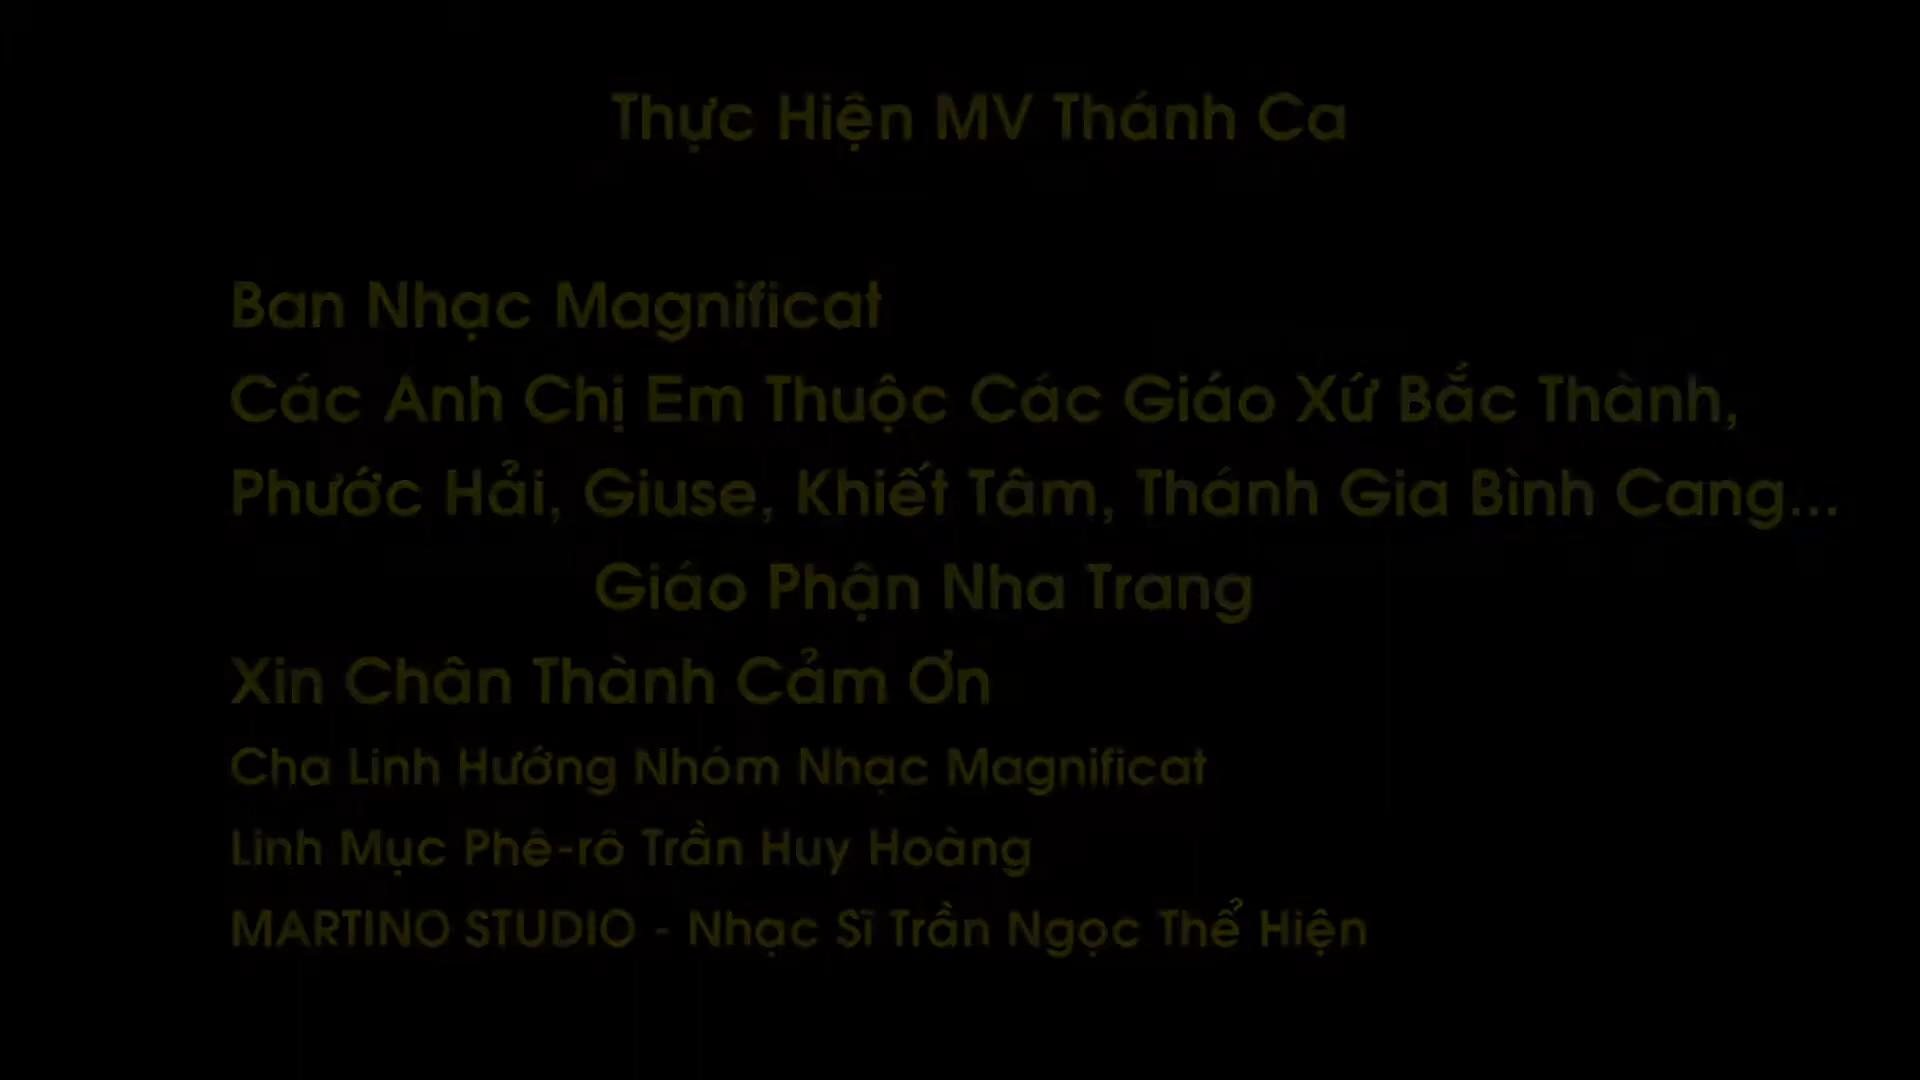 Thực Hiện MV Thánh Ca
Ban Nhạc Magnificat
Các Anh Chị Em Thuộc Các Giáo Xứ Bắc Thành,
Phước Hải, Giuse, Khiết Tâm, Thánh Gia Bình Cang...
Giáo Phận Nha Trang
Xin Chân Thành Cảm Ơn
Cha Linh Hướng Nhóm Nhạc Magnificat
Linh Mục Phê-rô Trần Huy Hoàng
MARTINO STUDIO - Nhạc Sĩ Trần Ngọc Thể Hiện